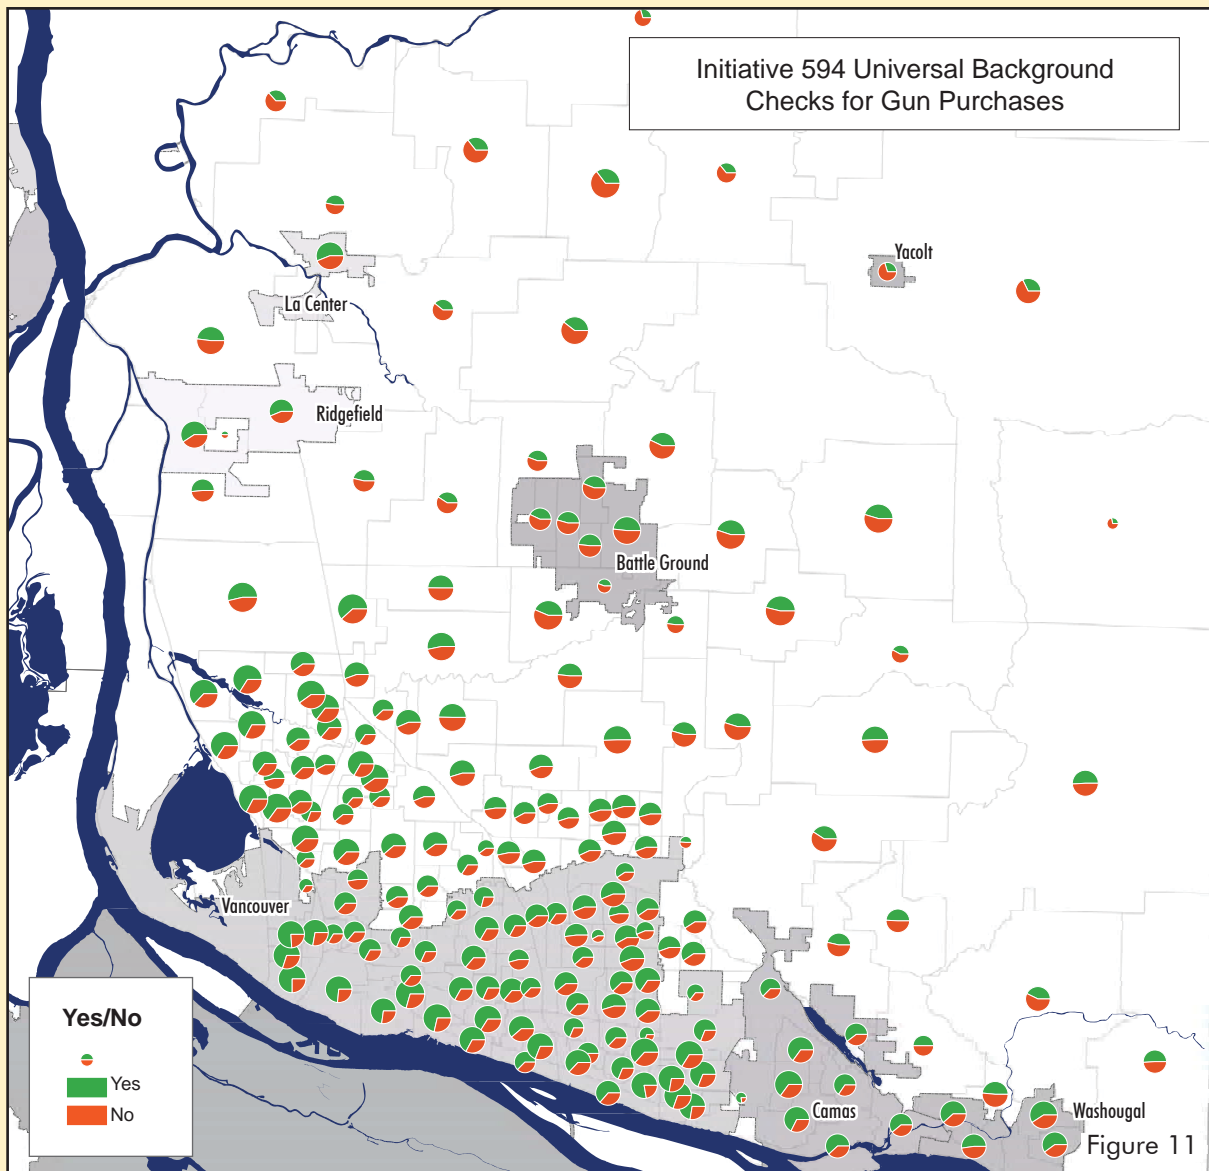 Initiative 594 Universal Background
Checks for Gun Purchases
Yacolt
La Center
Ridgefield
Battle Ground
Vancouver
Yes/No
Yes
No
Camas
Washougal
Figure 11